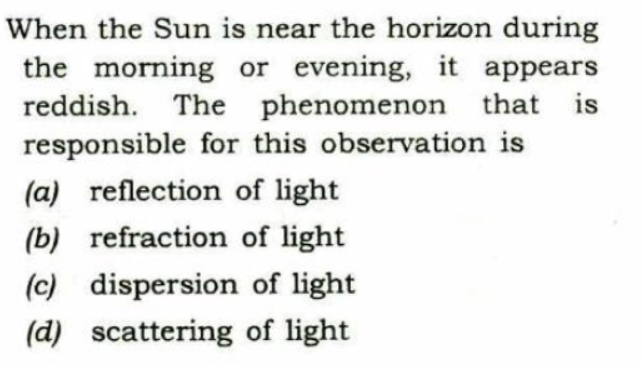 When the Sun is near the horizon during
the morning or evening, it appears
reddish. The phenomenon that is
responsible for this observation is
(a) reflection of light
(b) refraction of light
(c) dispersion of light
(d) scattering of light